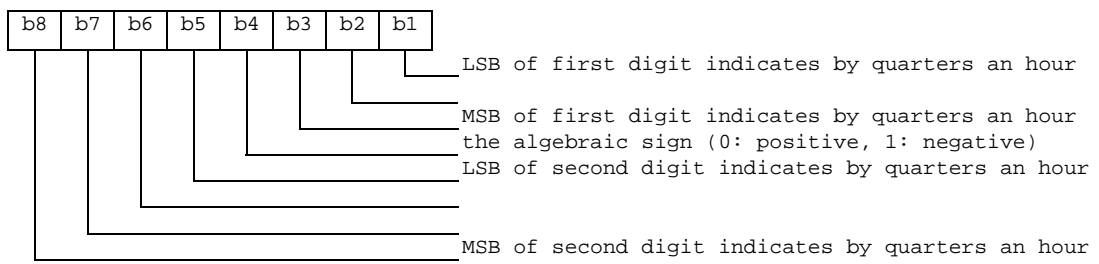 b8 b7 b6 b5 b4 b3 b2 b1
LSB of first digit indicates by quarters an hour
MSB of first digit indicates by quarters an hour
the algebraic sign (0: positive, 1: negative)
LSB of second digit indicates by quarters an hour
MSB of second digit indicates by quarters an hour